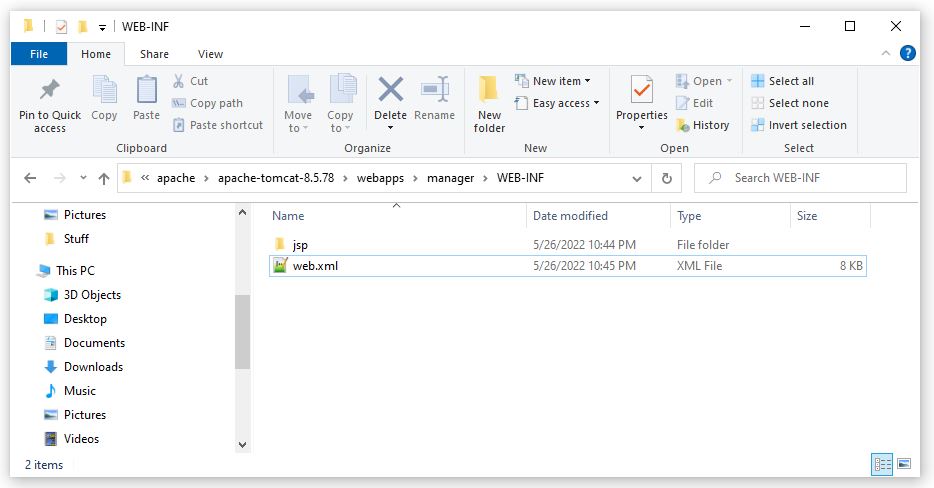 WEB-INF
File Home Share View
Pin to Quick access
Copy
Paste
Cut
Copy path
Paste shortcut
Clipboard
Move to
Copy to
Delete
Rename
Organize
New folder
New item
Easy access
New
Properties
Open
Edit
History
Open
Select all
Select none
Invert selection
Select
« apache › apache-tomcat-8.5.78 › webapps › manager › WEB-INF
Search WEB-INF
Pictures
Stuff
This PC
3D Objects
Desktop
Documents
Downloads
Music
Pictures
Videos
Name Date modified Type Size
jsp 5/26/2022 10:44 PM File folder
web.xml 5/26/2022 10:45 PM XML File 8 KB
2 items